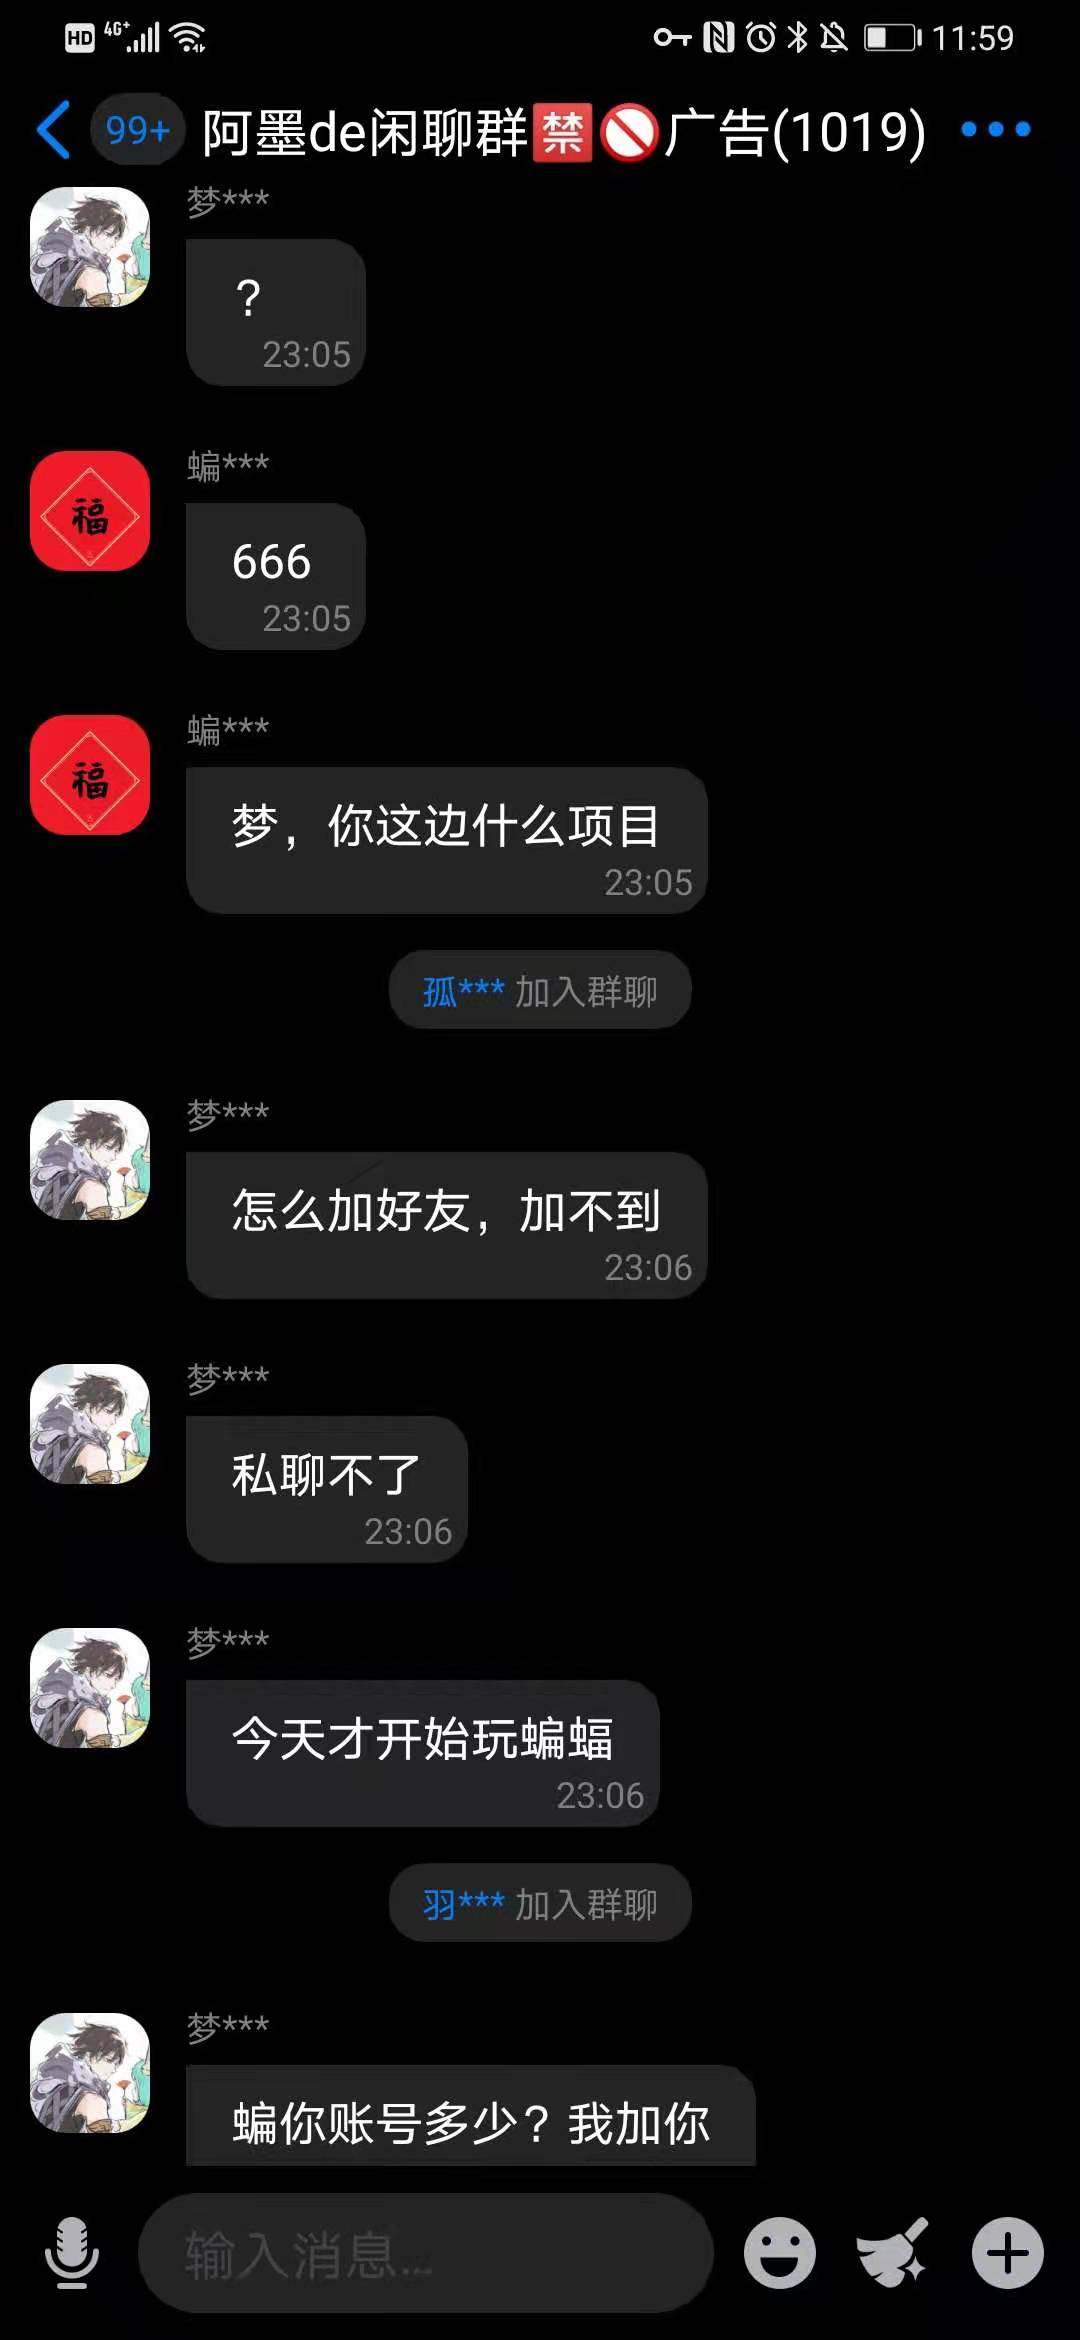 HD 4G+ 11:59
99+ 阿墨de闲聊群🈲🚫广告(1019)
梦***
?
23:05
蝙***
福
666
23:05
蝙***
福
梦，你这边什么项目
23:05
孤*** 加入群聊
梦***
怎么加好友，加不到
23:06
梦***
私聊不了
23:06
梦***
今天才开始玩蝙蝠
23:06
羽*** 加入群聊
梦***
蝙你账号多少？我加你
输入消息...